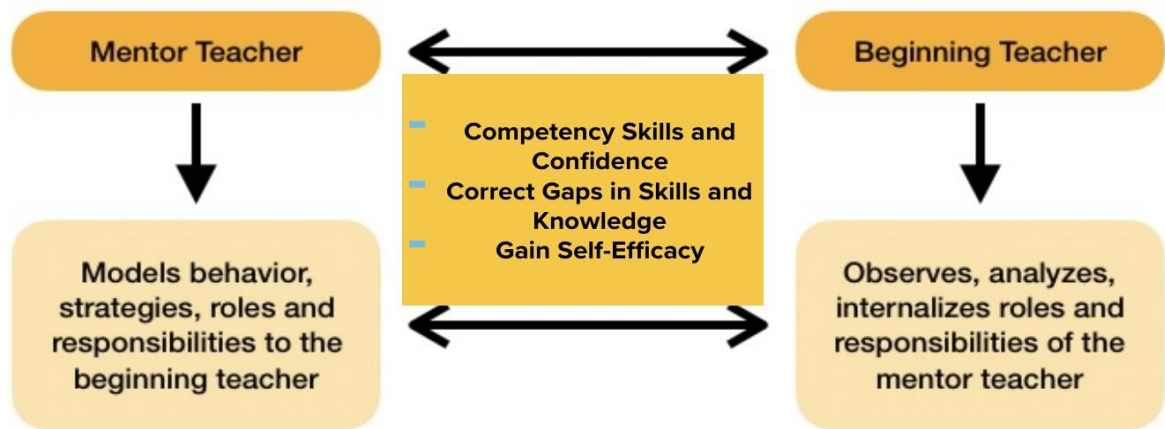 Mentor Teacher
Beginning Teacher
- Competency Skills and
Confidence
- Correct Gaps in Skills and
Knowledge
- Gain Self-Efficacy
Models behavior,
strategies, roles and
responsibilities to the
beginning teacher
Observes, analyzes,
internalizes roles and
responsibilities of the
mentor teacher